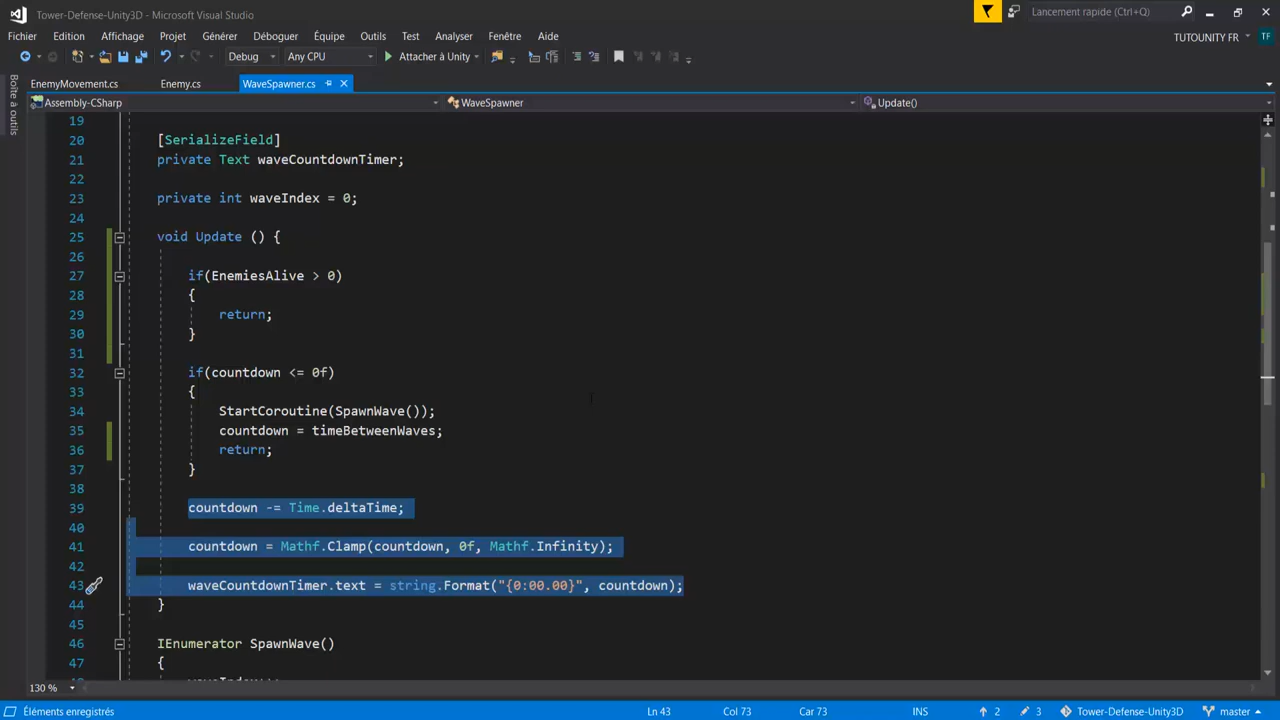 Tower-Defense-Unity3D - Microsoft Visual Studio
Lancement rapide (Ctrl+Q)
Fichier Edition Affichage Projet Générer Déboguer Équipe Outils Test Analyser Fenêtre Aide
TUTOUNITY FR TF
Debug Any CPU Attacher à Unity
Boîte à outils
EnemyMovement.cs Enemy.cs WaveSpawner.cs
Assembly-CSharp WaveSpawner Update()
19
20 [SerializeField]
21 private Text waveCountdownTimer;
22
23 private int waveIndex = 0;
24
25 void Update () {
26
27 if(EnemiesAlive > 0)
28 {
29 return;
30 }
31
32 if(countdown <= 0f)
33 {
34 StartCoroutine(SpawnWave());
35 countdown = timeBetweenWaves;
36 return;
37 }
38
39 countdown -= Time.deltaTime;
40
41 countdown = Mathf.Clamp(countdown, 0f, Mathf.Infinity);
42
43 waveCountdownTimer.text = string.Format("{0:00.00}", countdown);
44 }
45
46 IEnumerator SpawnWave()
47 {
130 %
Éléments enregistrés Ln 43 Col 73 Car 73 INS 2 3 Tower-Defense-Unity3D master